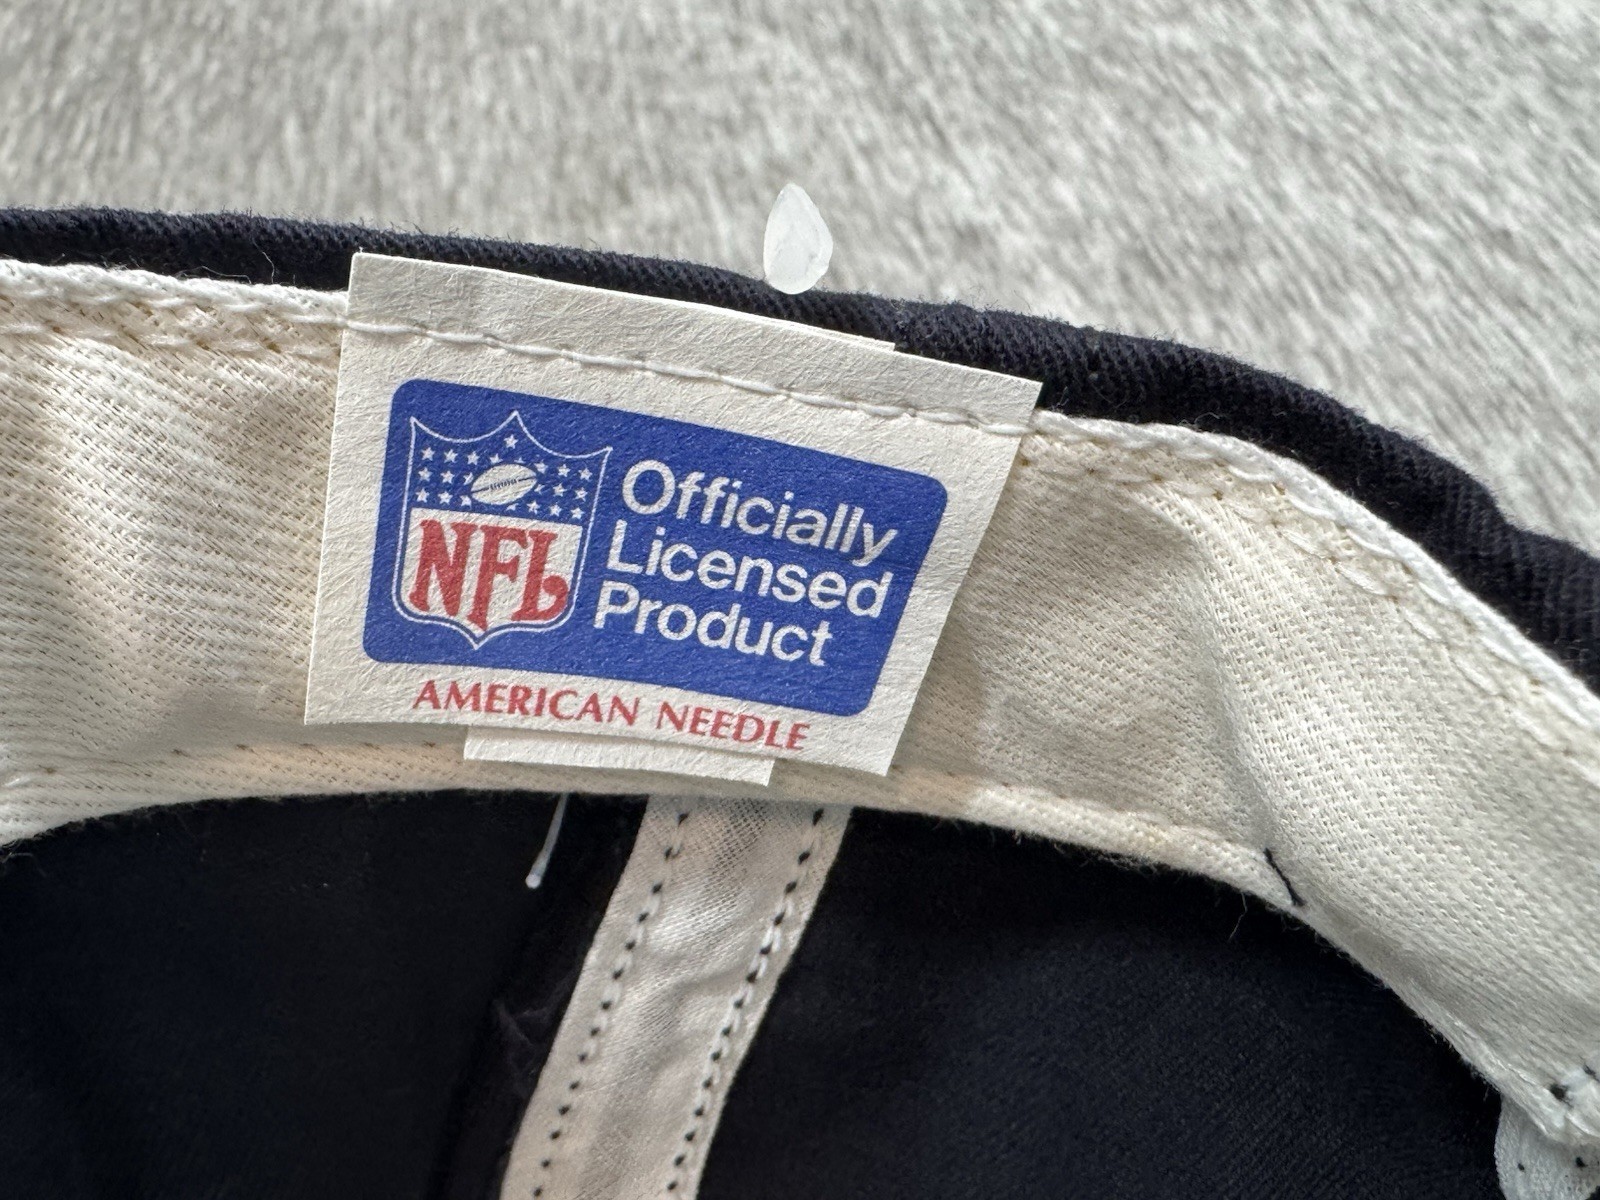 NFL
Officially
Licensed
Product
AMERICAN NEEDLE